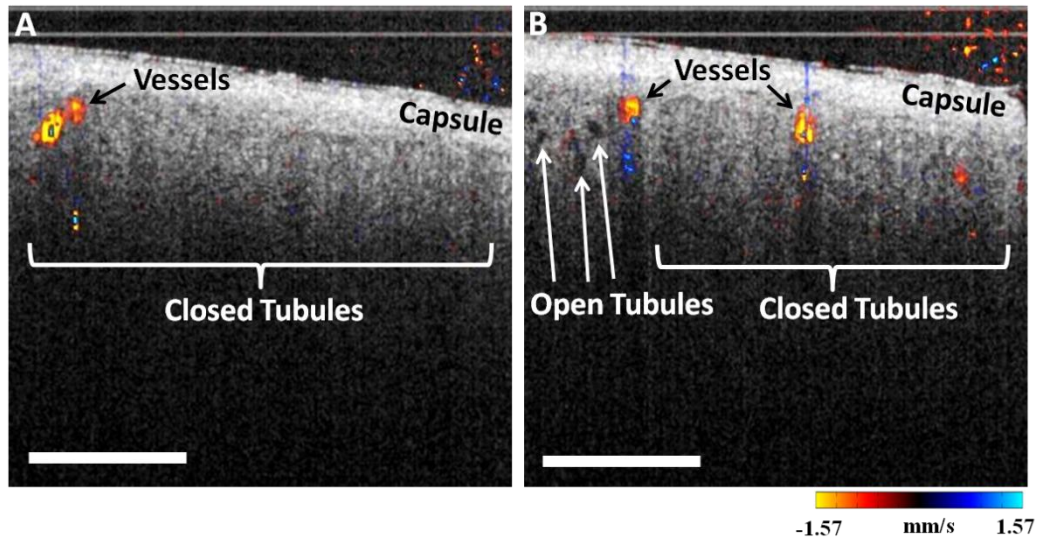 A
Vessels
Capsule
Closed Tubules
B
Vessels
Capsule
Open Tubules
Closed Tubules
-1.57 mm/s 1.57